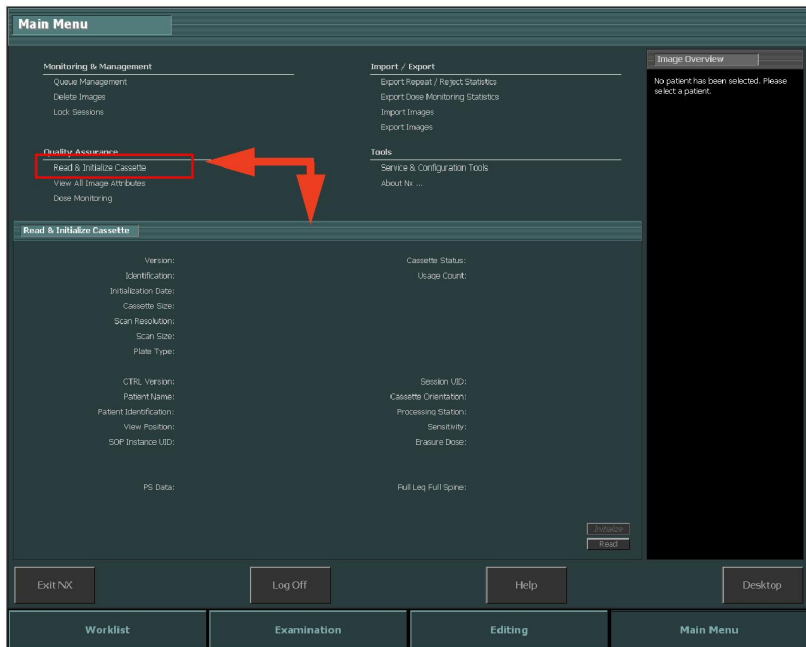 Main Menu
Monitoring & Management
Queue Management
Delete Images
Lock Sessions
Import / Export
Export Repeat / Reject Statistics
Export Dose Monitoring Statistics
Import Images
Export Images
Quality Assurance
Read & Initialize Cassette
View All Image Attributes
Dose Monitoring
Tools
Service & Configuration Tools
About Nx ...
Image Overview
No patient has been selected. Please
select a patient.
Read & Initialize Cassette
Version:
Identification:
Initialization Date:
Cassette Size:
Scan Resolution:
Scan Size:
Plate Type:
Cassette Status:
Usage Count:
CTRL Version:
Patient Name:
Patient Identification:
View Position:
SOP Instance UID:
Session UID:
Cassette Orientation:
Processing Station:
Sensitivity:
Erasure Dose:
PS Data:
Full Leg Full Spine:
Initialize
Read
Exit NX
Log Off
Help
Desktop
Worklist
Examination
Editing
Main Menu